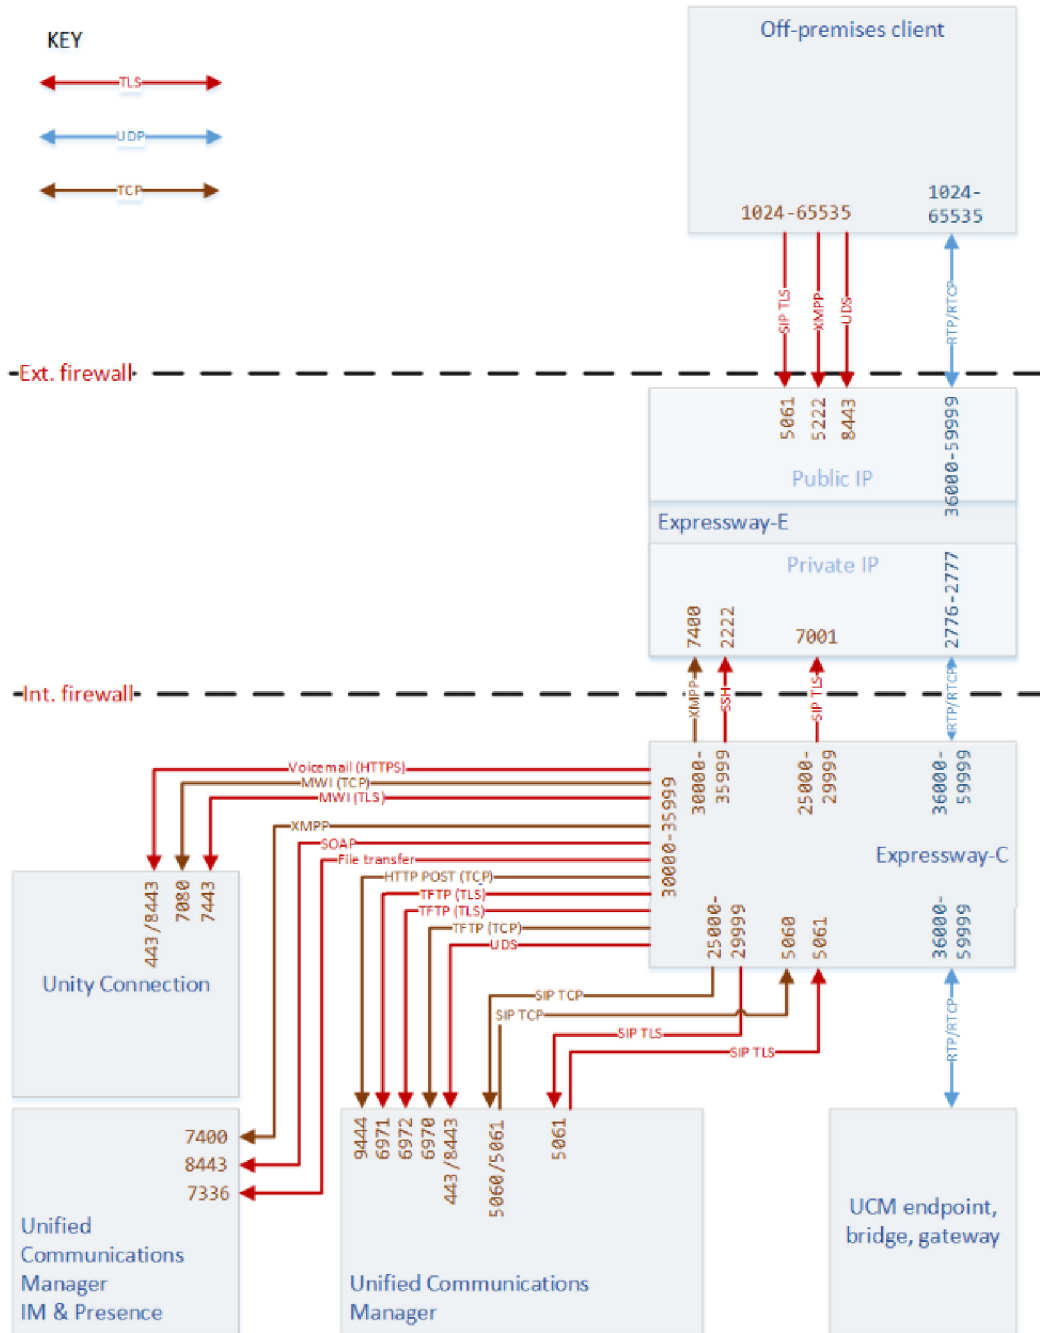 KEY
TLS
UDP
TCP
Off-premises client
1024-65535
1024-
65535
SIP TLS
XMPP
UDS
RTP/RTCP
Ext. firewall
5061
5222
8443
36000-59999
Public IP
Expressway-E
Private IP
7400
2222
7001
2776-2777
Int. firewall
XMPP
SSH
SIP TLS
RTP/RTCP
30000-
35999
25000-
29999
36000-
59999
30000-35999
Expressway-C
Voicemail (HTTPS)
MWI (TCP)
MWI (TLS)
XMPP
SOAP
File transfer
HTTP POST (TCP)
TFTP (TLS)
TFTP (TLS)
TFTP (TCP)
UDS
25000-
29999
5060
5061
36000-
59999
443/8443
7080
7443
Unity Connection
SIP TCP
SIP TCP
SIP TLS
SIP TLS
RTP/RTCP
7400
8443
7336
Unified
Communications
Manager
IM & Presence
9444
6971
6972
6970
443/8443
5060/5061
5061
Unified Communications
Manager
UCM endpoint,
bridge, gateway